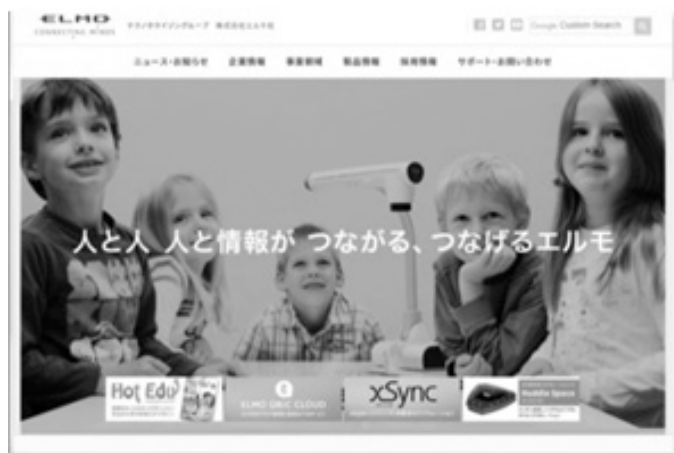 ELMO
CONNECTING MINDS
テクノホライゾングループ 株式会社エルモ社
Google Custom Search
ニュース・お知らせ 企業情報 事業領域 製品情報 採用情報 サポート・お問い合わせ
人と人 人と情報が つながる、つなげるエルモ
Hot Edu
ELMO QRIC CLOUD
xSync
Huddle Space